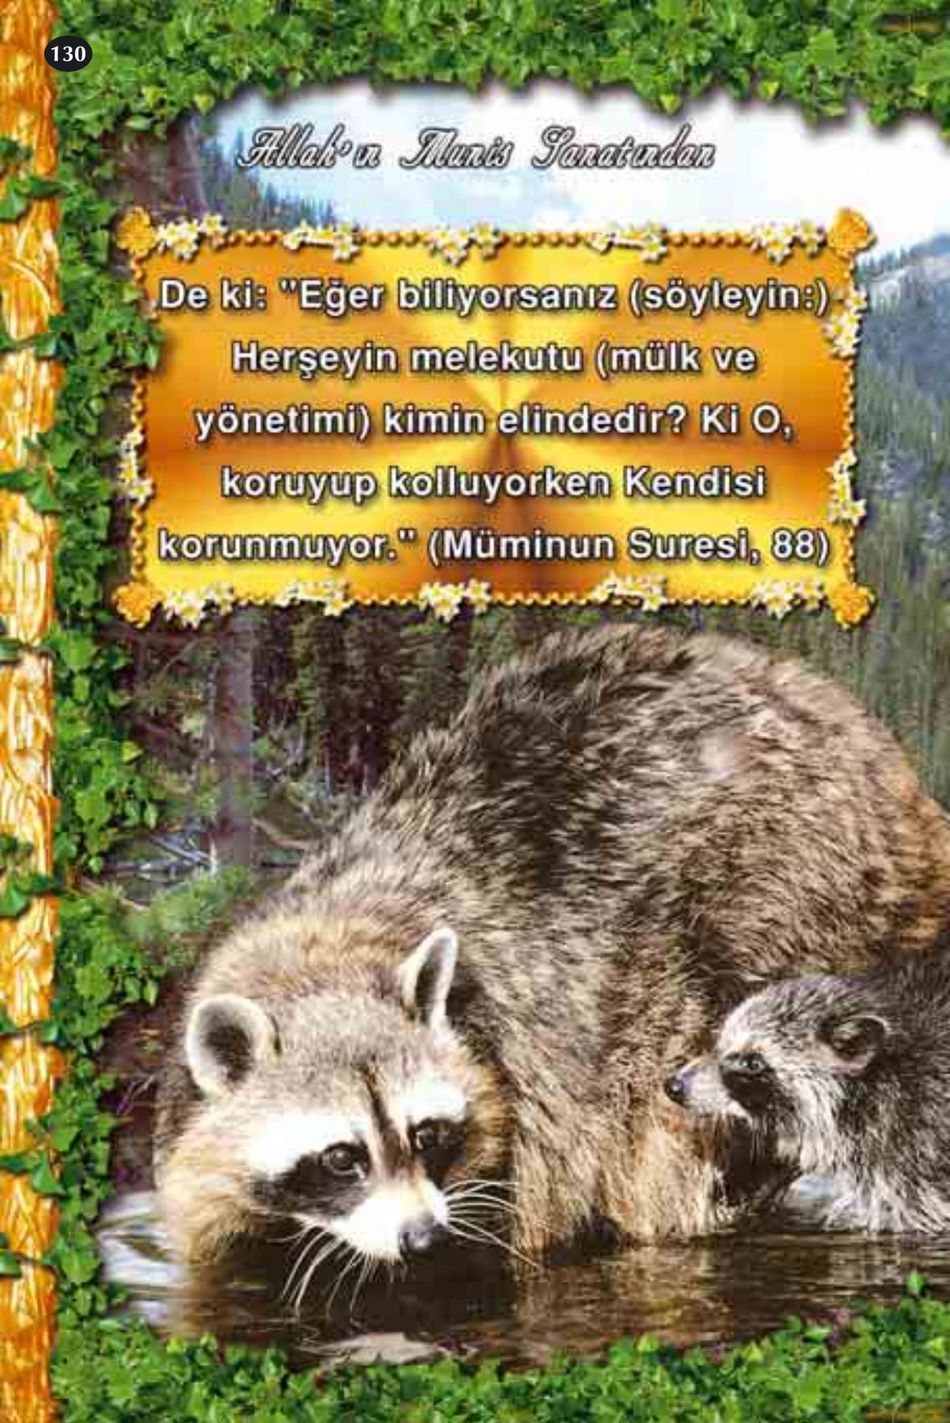 130
Allah'ın Munis Sanatından
De ki: "Eğer biliyorsanız (söyleyin:)
Herşeyin melekutu (mülk ve
yönetimi) kimin elindedir? Ki O,
koruyup kolluyorken Kendisi
korunmuyor." (Müminun Suresi, 88)